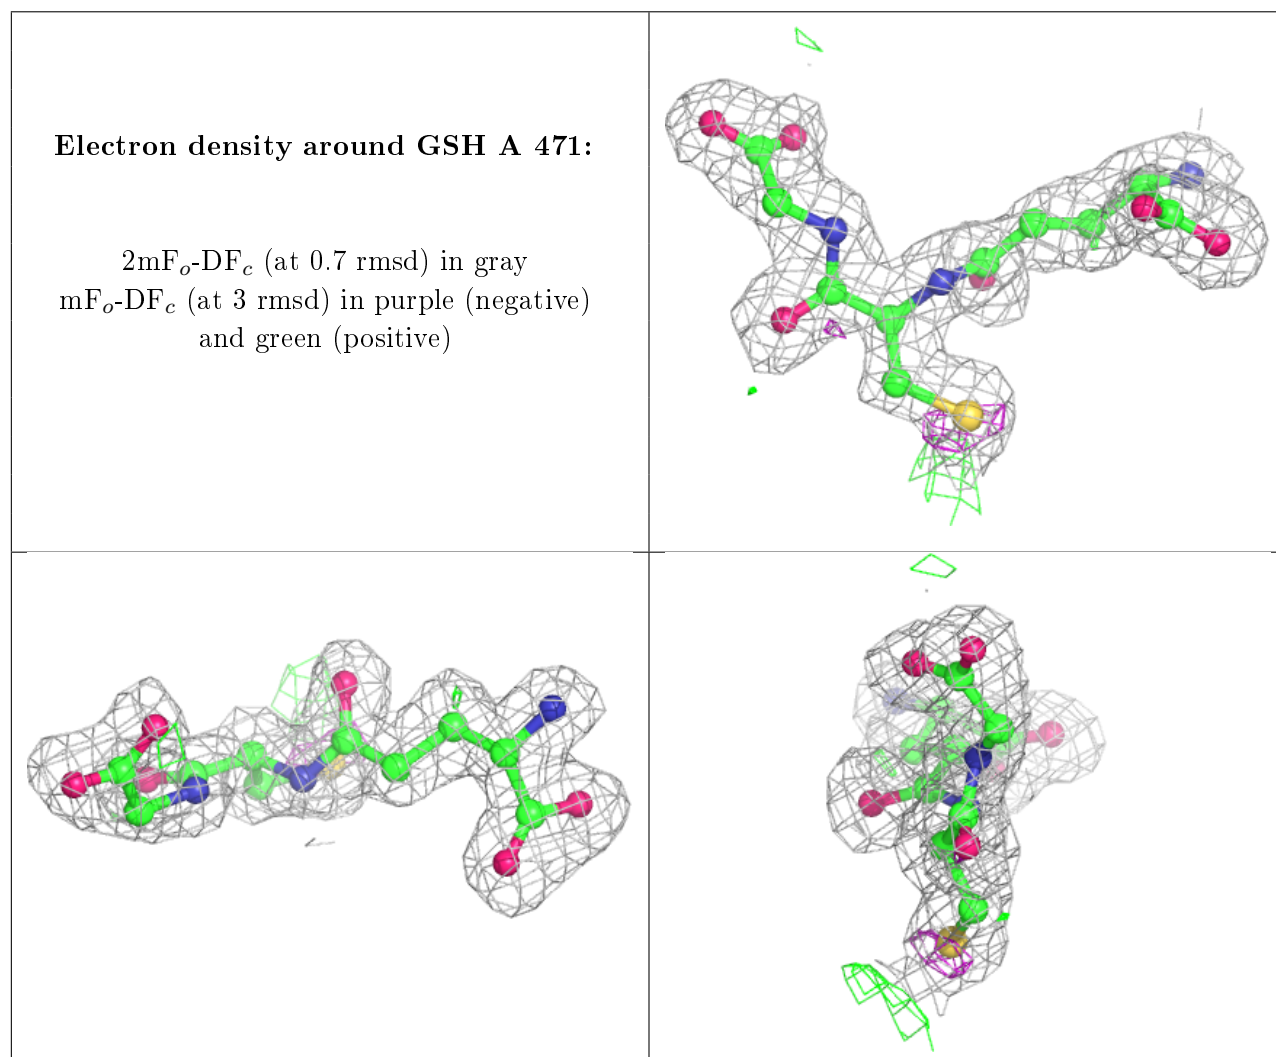 Electron density around GSH A 471:
2mFₒ-DF𝒸 (at 0.7 rmsd) in gray
mFₒ-DF𝒸 (at 3 rmsd) in purple (negative)
and green (positive)